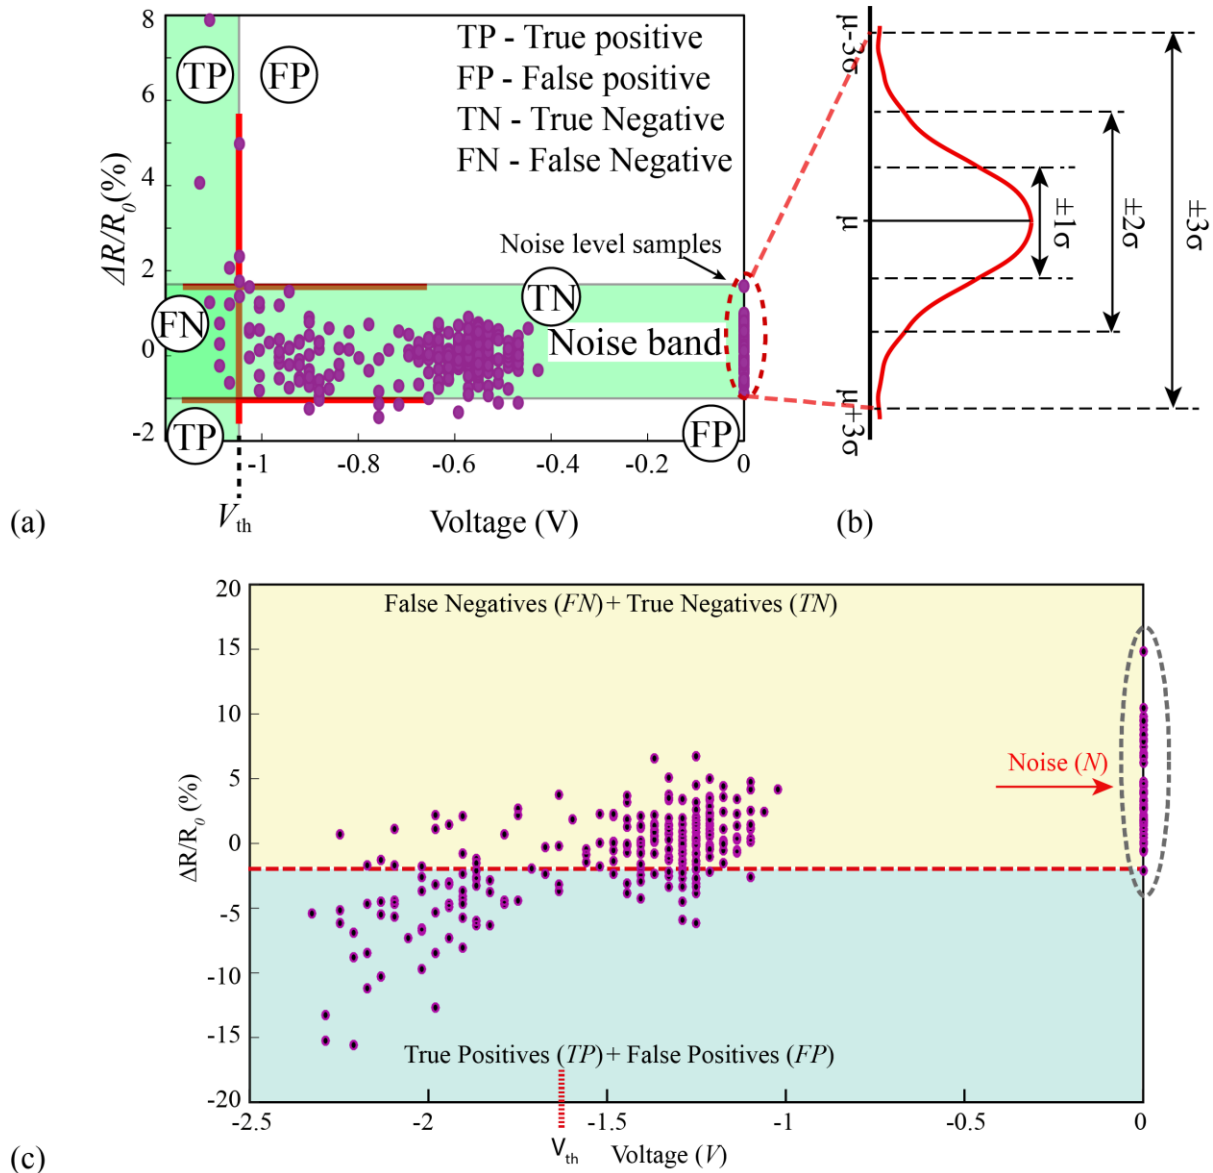 8
6
4
2
0
-2
ΔR/R0(%)
TP
FP
TP - True positive
FP - False positive
TN - True Negative
FN - False Negative
Noise level samples
TN
FN
Noise band
TP
FP
-1
-0.8
-0.6
-0.4
-0.2
0
Vth
Voltage (V)
(a)
μ-3σ
μ
μ+3σ
±1σ
±2σ
±3σ
(b)
20
15
10
5
0
-5
-10
-15
-20
ΔR/R0 (%)
False Negatives (FN) + True Negatives (TN)
Noise (N)
True Positives (TP) + False Positives (FP)
-2.5
-2
-1.5
-1
-0.5
0
Vth
Voltage (V)
(c)